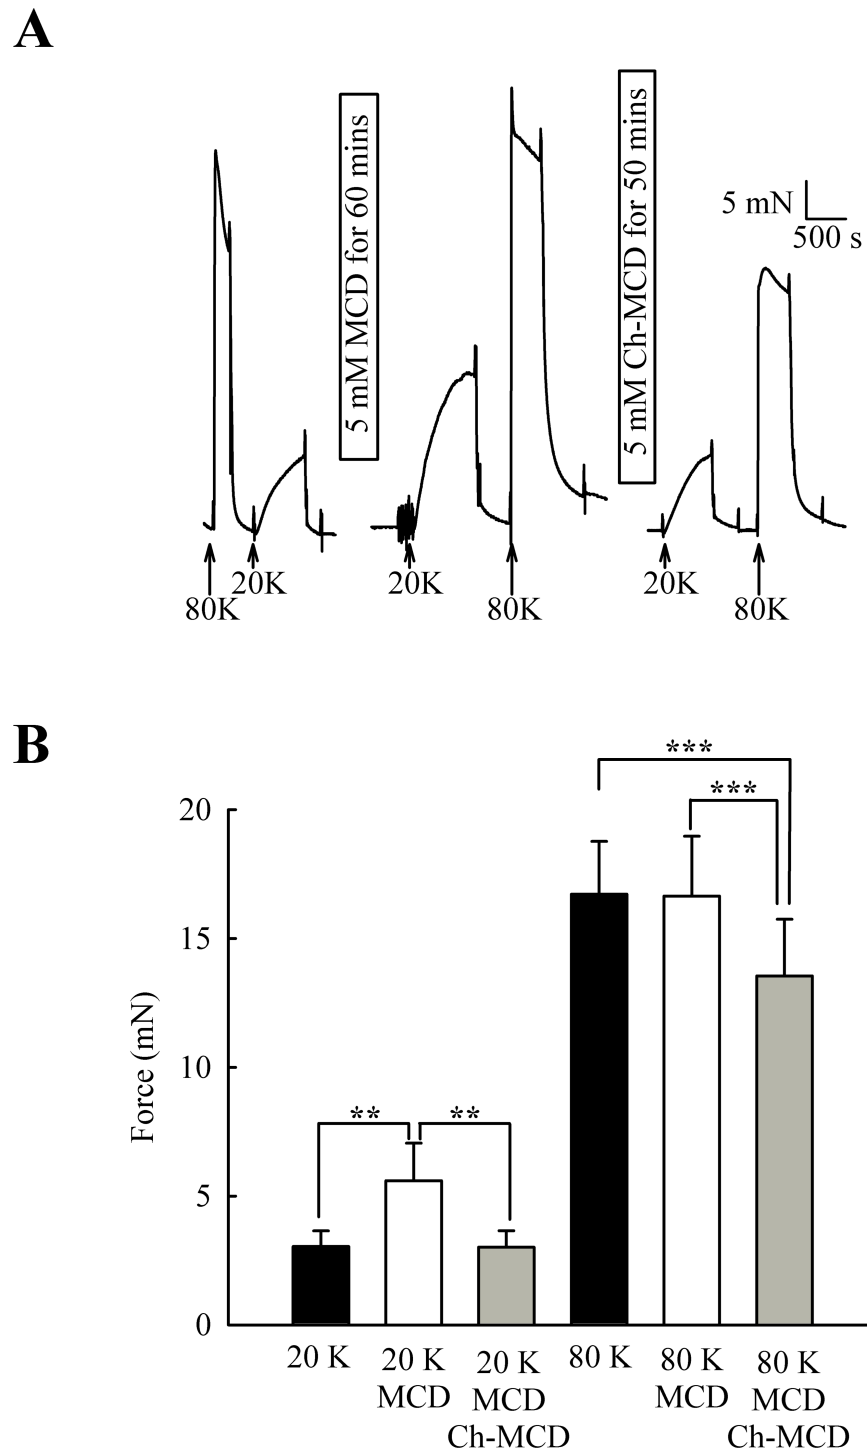 A
5 mM MCD for 60 mins
5 mM Ch-MCD for 50 mins
5 mN
500 s
80K
20K
20K
80K
20K
80K
B
***
***
**
**
20
15
10
5
0
Force (mN)
20 K
20 K
MCD
20 K
MCD
Ch-MCD
80 K
80 K
MCD
80 K
MCD
Ch-MCD